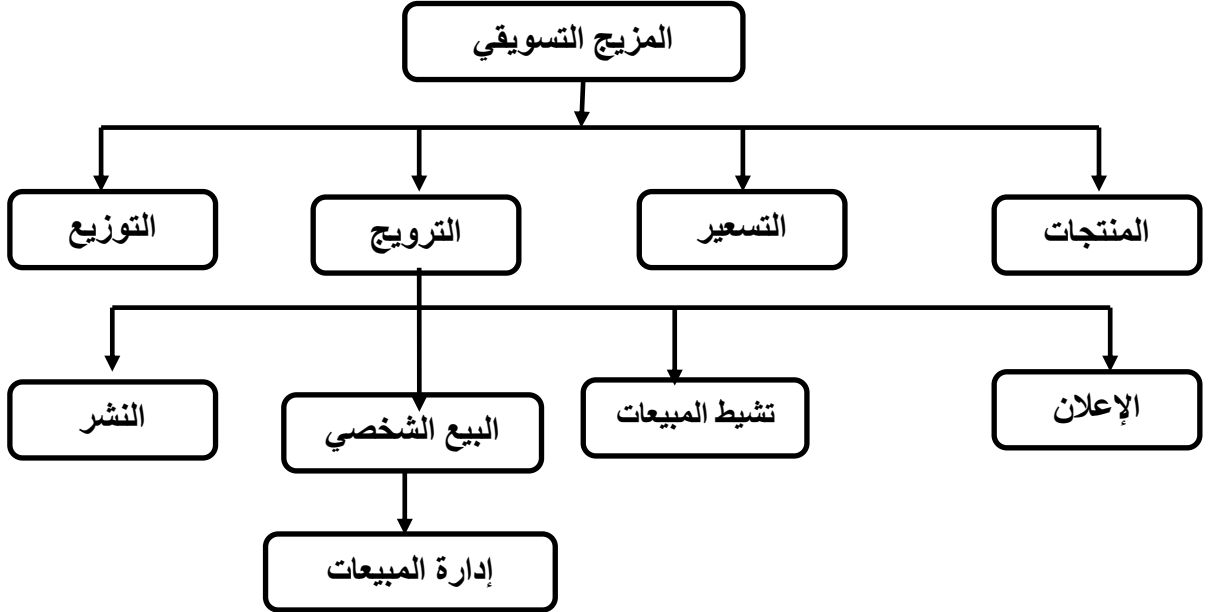 المزيج التسويقي
المنتجات
التسعير
الترويج
التوزيع
الإعلان
تشيط المبيعات
البيع الشخصي
النشر
إدارة المبيعات